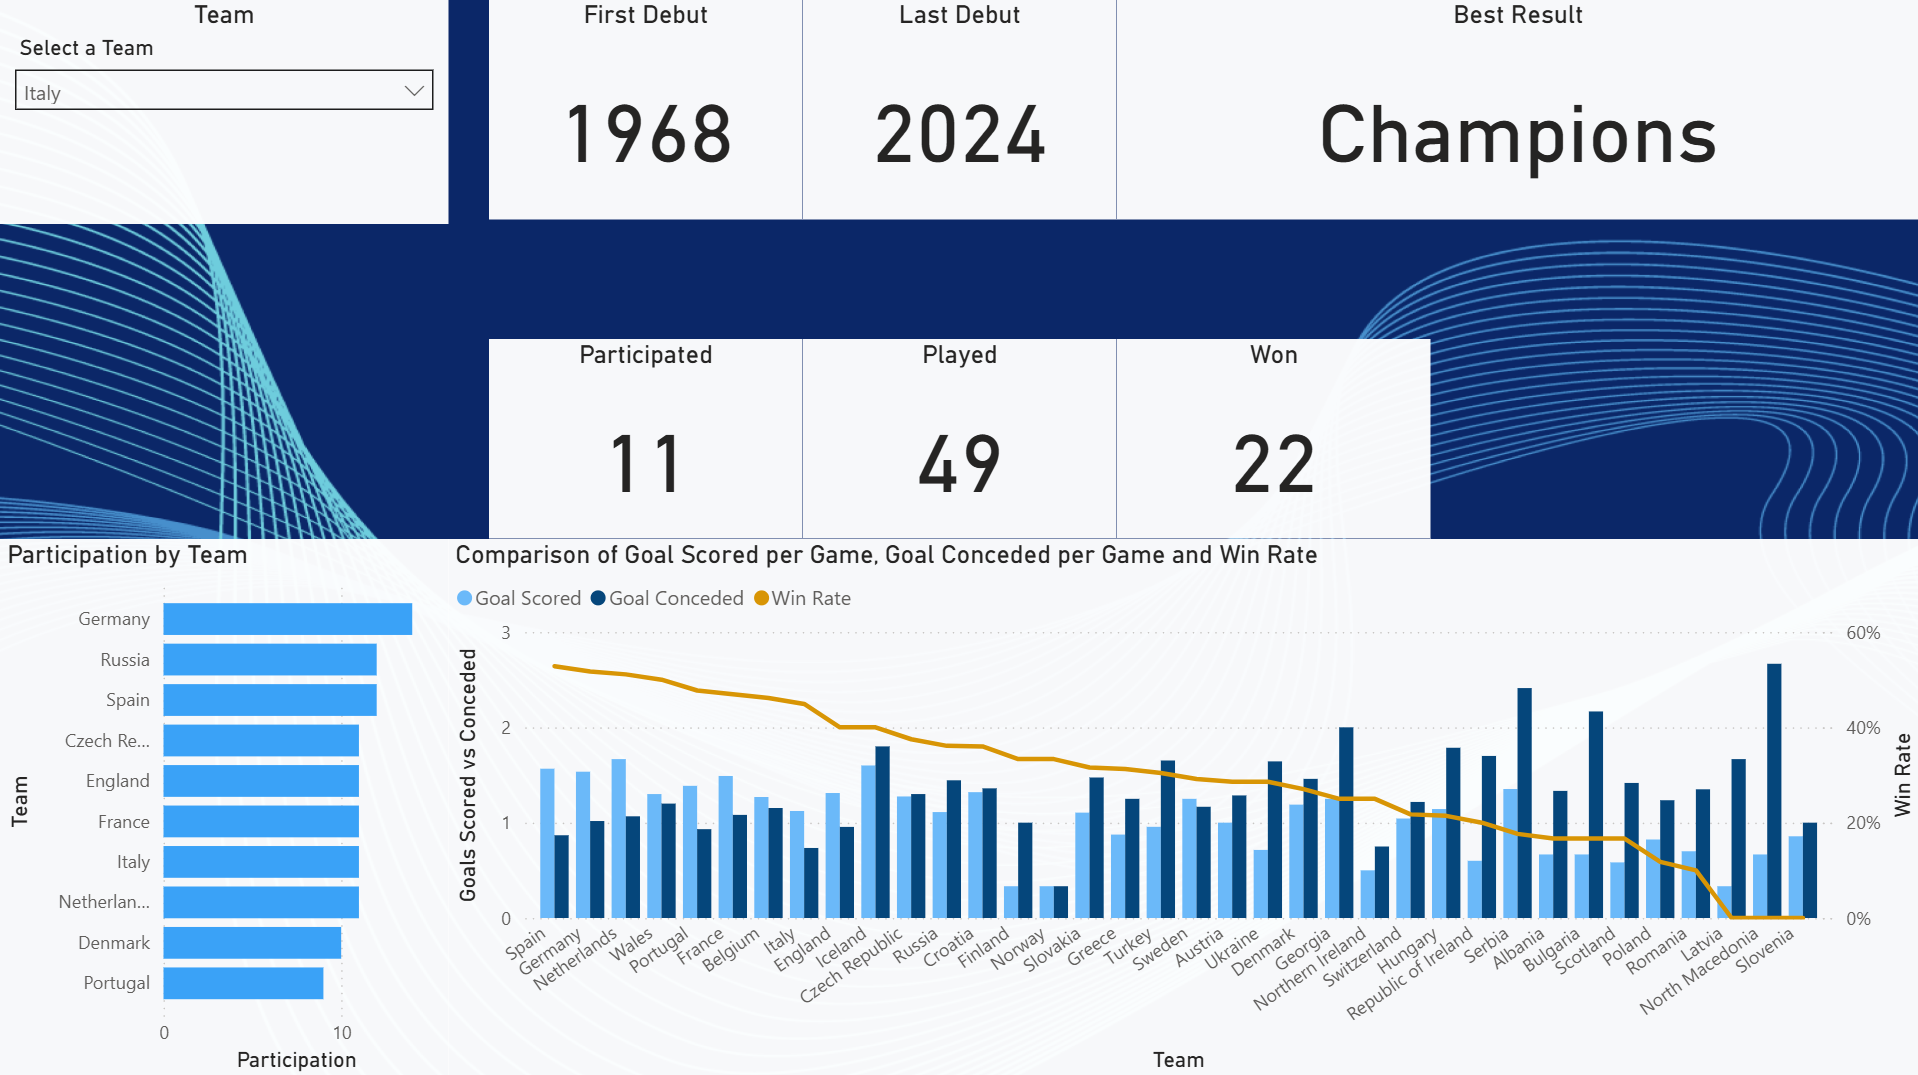 Team
Select a Team
Italy
First Debut
1968
Last Debut
2024
Best Result
Champions
Participated
11
Played
49
Won
22
Participation by Team
Team
Germany
Russia
Spain
Czech Re...
England
France
Italy
Netherlan...
Denmark
Portugal
0 10
Participation
Comparison of Goal Scored per Game, Goal Conceded per Game and Win Rate
Goal Scored Goal Conceded Win Rate
Goals Scored vs Conceded
3
2
1
0
60%
40%
20%
0%
Win Rate
Spain
Germany
Netherlands
Wales
Portugal
France
Belgium
Italy
England
Iceland
Czech Republic
Russia
Croatia
Finland
Norway
Slovakia
Greece
Turkey
Sweden
Austria
Ukraine
Denmark
Georgia
Northern Ireland
Switzerland
Hungary
Republic of Ireland
Serbia
Albania
Bulgaria
Scotland
Poland
Romania
Latvia
North Macedonia
Slovenia
Team